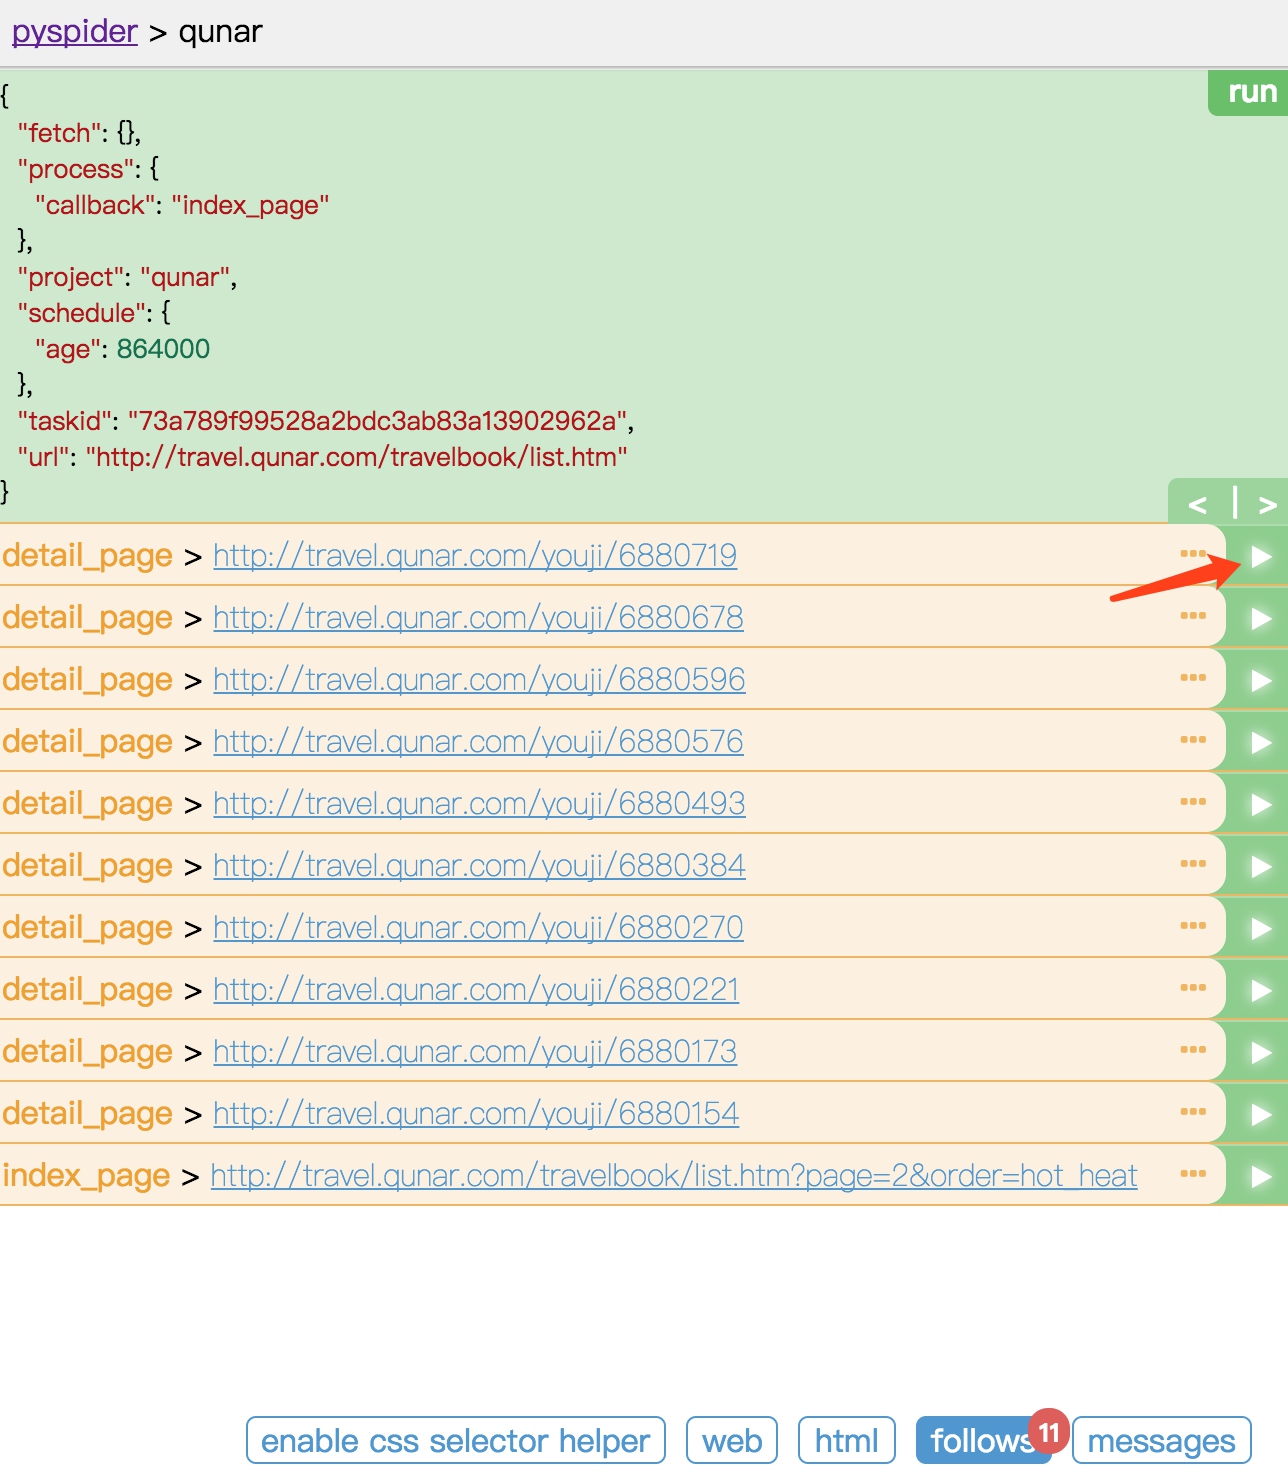 pyspider > qunar
run
{
"fetch": {},
"process": {
"callback": "index_page"
},
"project": "qunar",
"schedule": {
"age": 864000
},
"taskid": "73a789f99528a2bdc3ab83a13902962a",
"url": "http://travel.qunar.com/travelbook/list.htm"
}
< | >
detail_page > http://travel.qunar.com/youji/6880719
detail_page > http://travel.qunar.com/youji/6880678
detail_page > http://travel.qunar.com/youji/6880596
detail_page > http://travel.qunar.com/youji/6880576
detail_page > http://travel.qunar.com/youji/6880493
detail_page > http://travel.qunar.com/youji/6880384
detail_page > http://travel.qunar.com/youji/6880270
detail_page > http://travel.qunar.com/youji/6880221
detail_page > http://travel.qunar.com/youji/6880173
detail_page > http://travel.qunar.com/youji/6880154
index_page > http://travel.qunar.com/travelbook/list.htm?page=2&order=hot_heat
enable css selector helper web html follows 11 messages